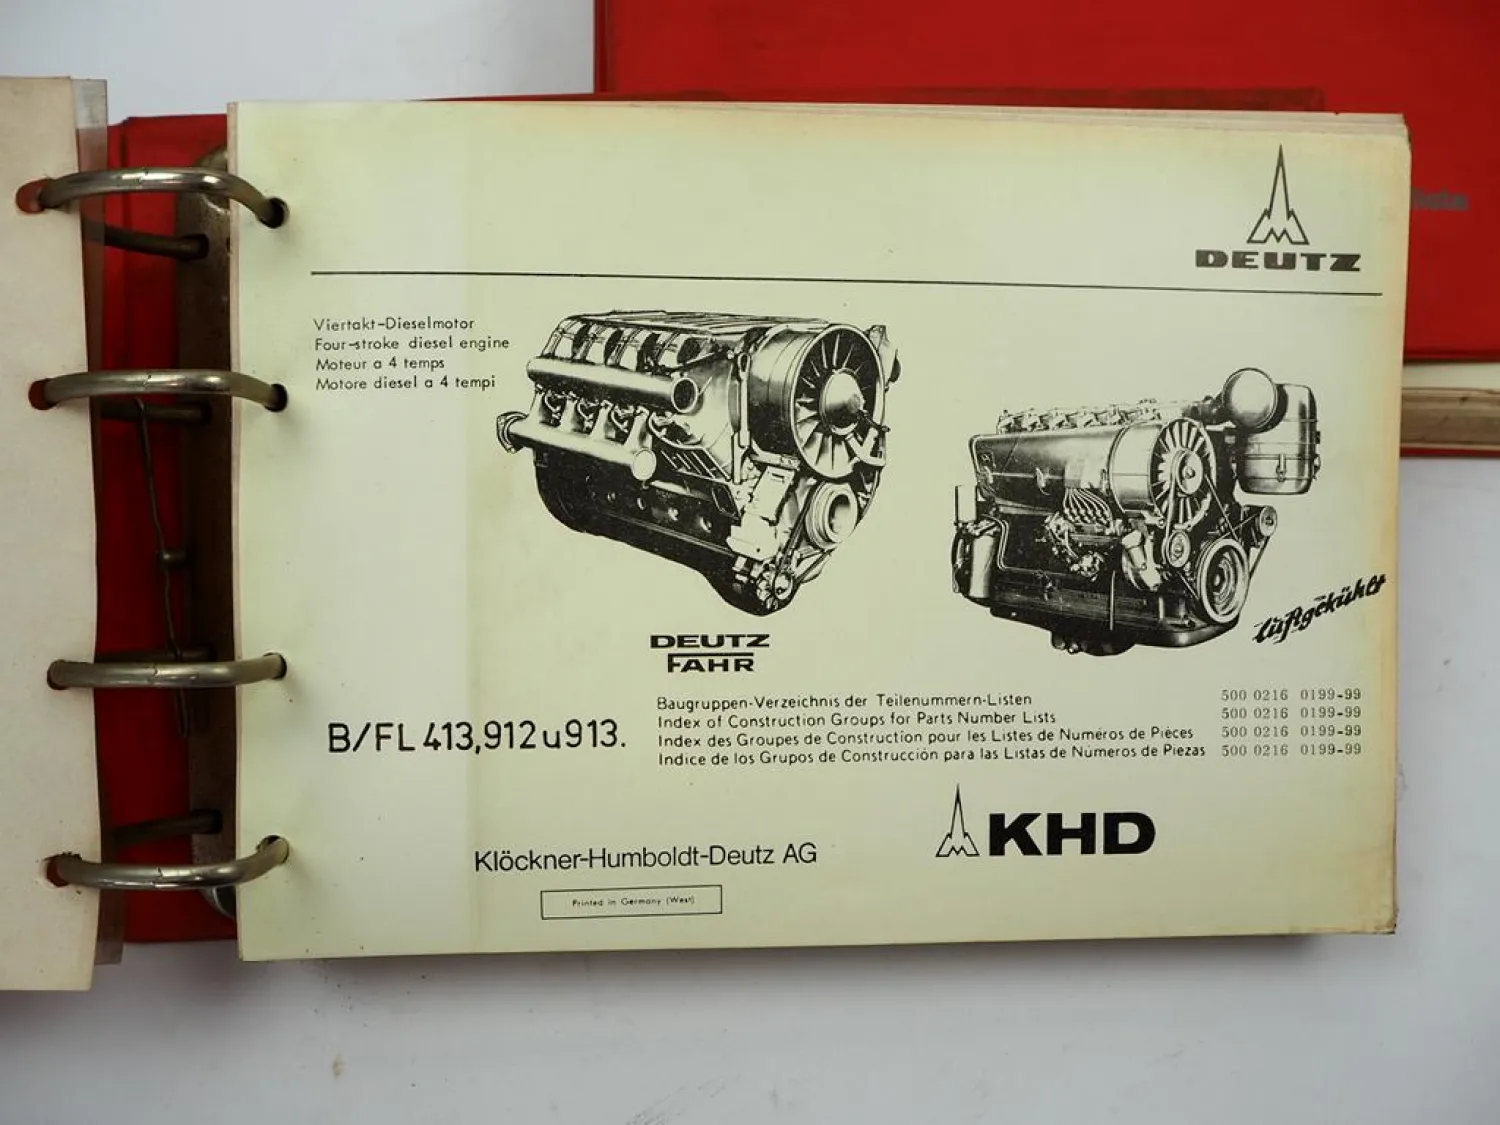 DEUTZ
Viertakt-Dieselmotor
Four-stroke diesel engine
Moteur a 4 temps
Motore diesel a 4 tempi
luftgekühlt
DEUTZ
FAHR
B/FL 413,912 u 913.
Baugruppen-Verzeichnis der Teilenummern-Listen 500 0216 0199-99
Index of Construction Groups for Parts Number Lists 500 0216 0199-99
Index des Groupes de Construction pour les Listes de Numéros de Pièces 500 0216 0199-99
Indice de los Grupos de Construcción para las Listas de Números de Piezas 500 0216 0199-99
KHD
Klöckner-Humboldt-Deutz AG
Printed in Germany (West)